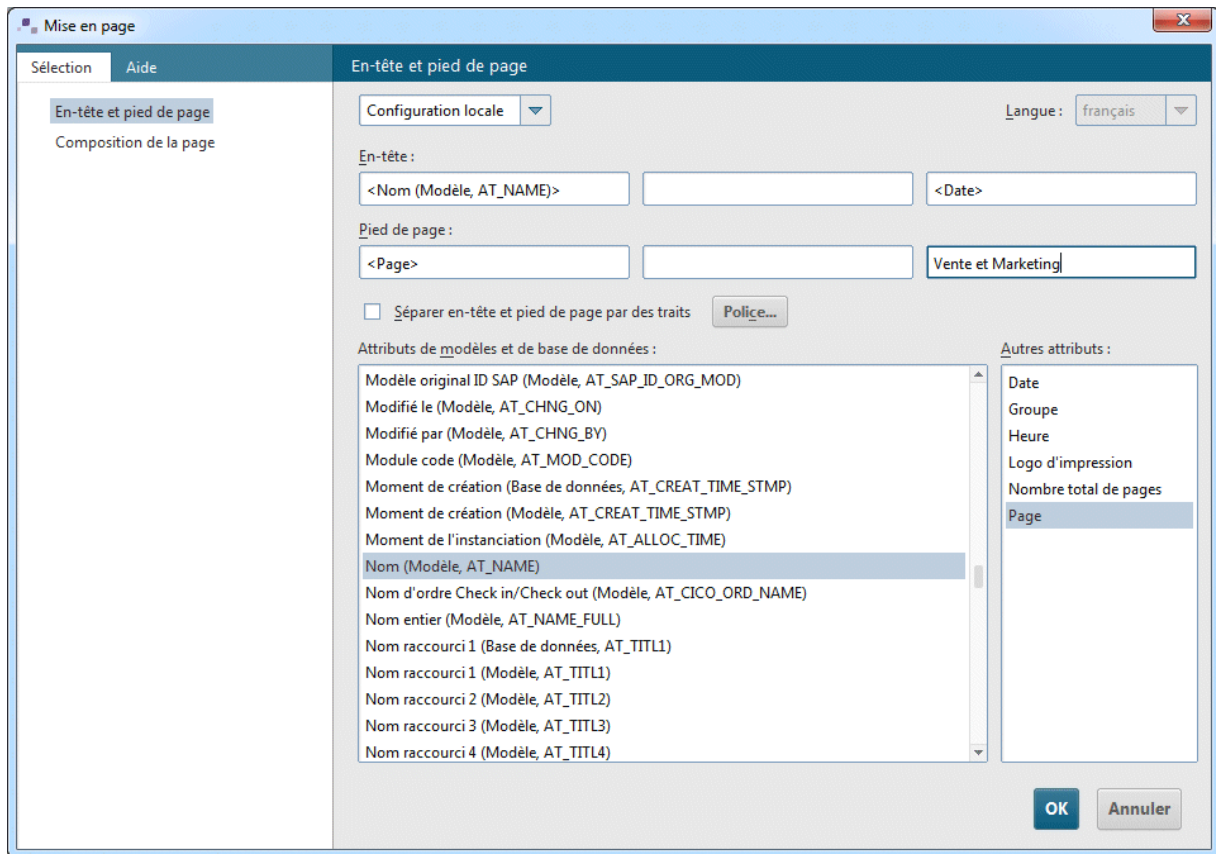 Mise en page
Sélection Aide
En-tête et pied de page
En-tête et pied de page
Composition de la page
Configuration locale
Langue : français
En-tête :
<Nom (Modèle, AT_NAME)> <Date>
Pied de page :
<Page> Vente et Marketing
Séparer en-tête et pied de page par des traits Police...
Attributs de modèles et de base de données :
Modèle original ID SAP (Modèle, AT_SAP_ID_ORG_MOD)
Modifié le (Modèle, AT_CHNG_ON)
Modifié par (Modèle, AT_CHNG_BY)
Module code (Modèle, AT_MOD_CODE)
Moment de création (Base de données, AT_CREAT_TIME_STMP)
Moment de création (Modèle, AT_CREAT_TIME_STMP)
Moment de l'instanciation (Modèle, AT_ALLOC_TIME)
Nom (Modèle, AT_NAME)
Nom d'ordre Check in/Check out (Modèle, AT_CICO_ORD_NAME)
Nom entier (Modèle, AT_NAME_FULL)
Nom raccourci 1 (Base de données, AT_TITL1)
Nom raccourci 1 (Modèle, AT_TITL1)
Nom raccourci 2 (Modèle, AT_TITL2)
Nom raccourci 3 (Modèle, AT_TITL3)
Nom raccourci 4 (Modèle, AT_TITL4)
Autres attributs :
Date
Groupe
Heure
Logo d'impression
Nombre total de pages
Page
OK Annuler